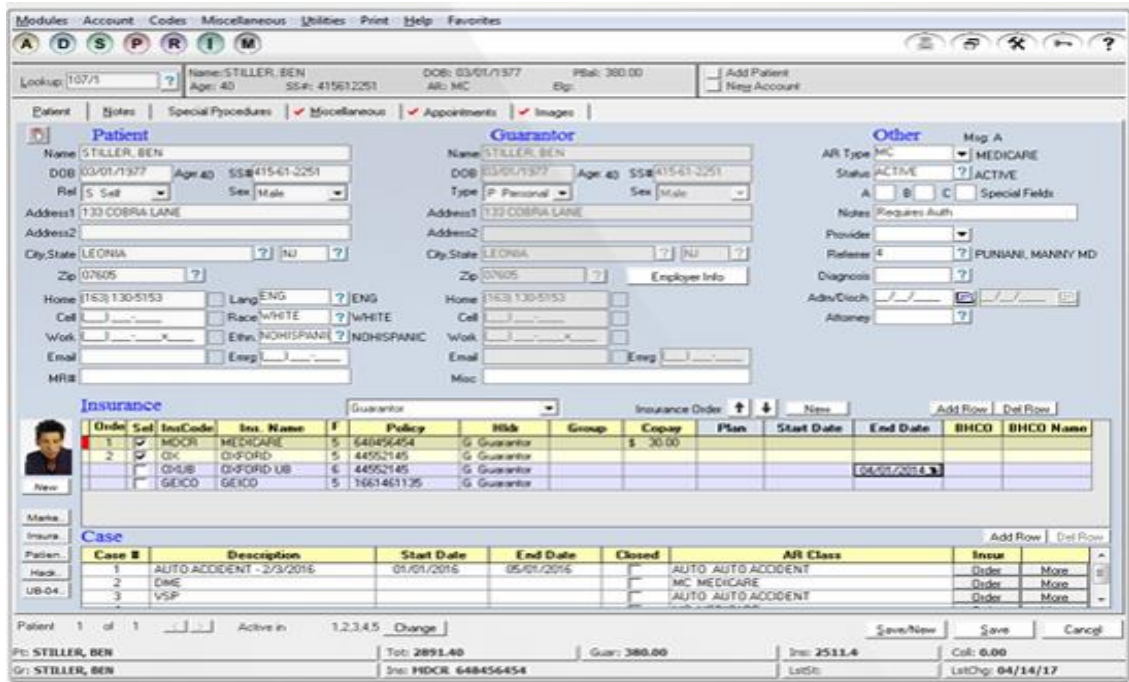 Modules Account Codes Miscellaneous Utilities Print Help Favorites
A D S P R I M ?
Lookup 107/1 ? Name: STILLER, BEN DOB: 03/01/1977 PBal: 380.00 Add Patient
Age: 40 SS#: 415612251 AR: MC Elg: New Account
Patient Notes Special Procedures Miscellaneous Appointments Images
Patient Guarantor Other Msg: A
Name STILLER, BEN Name STILLER, BEN AR Type MC MEDICARE
DOB 03/01/1977 Age: 40 SS# 415-61-2251 DOB 03/01/1977 Age: 40 SS# 415-61-2251 Status ACTIVE ? ACTIVE
Rel S Self Sex Male Type P Personal Sex Male A B C Special Fields
Address1 133 COBRA LANE Address1 133 COBRA LANE Notes Requires Auth
Address2 Address2 Provider
City,State LEONIA ? NJ ? City,State LEONIA ? NJ ? Referrer 4 ? PUNIANI, MANNY MD
Zip 07605 ? Zip 07605 ? Employer Info Diagnosis ?
Home (163) 130-5153 Lang ENG ? ENG Home (163) 130-5153 Adm/Disch
Cell Race WHITE ? WHITE Cell Attorney ?
Work Ethn. NOHISPANI ? NOHISPANIC Work
Email Emrg Email Emrg
MR# Misc
Insurance Guarantor Insurance Order New Add Row Del Row
Orde Sel InsCode Ins. Name F Policy Hldr Group Copay Plan Start Date End Date BHCO BHCO Name
1 MDCR MEDICARE 5 G Guarantor $ 30.00
2 OX OXFORD 5 44552145 G Guarantor
OXUB OXFORD UB 6 44552145 G Guarantor 04/01/2014
GEICO GEICO 5 1661461135 G Guarantor
New
Marke..
Insura..
Patien..
Hack..
UB-04..
Case Add Row Del Row
Case # Description Start Date End Date Closed AR Class Insur
1 AUTO ACCIDENT - 2/3/2016 01/01/2016 05/01/2016 AUTO AUTO ACCIDENT Order More
2 DME MC MEDICARE Order More
3 VSP AUTO AUTO ACCIDENT Order More
Patient 1 of 1 Active in 1,2,3,4,5 Change Save/New Save Cancel
Pt: STILLER, BEN Tot: 2891.40 Guar: 380.00 Ins: 2511.4 Coll: 0.00
Gr: STILLER, BEN Ins: MDCR 648456454 LstSt: LstChg: 04/14/17